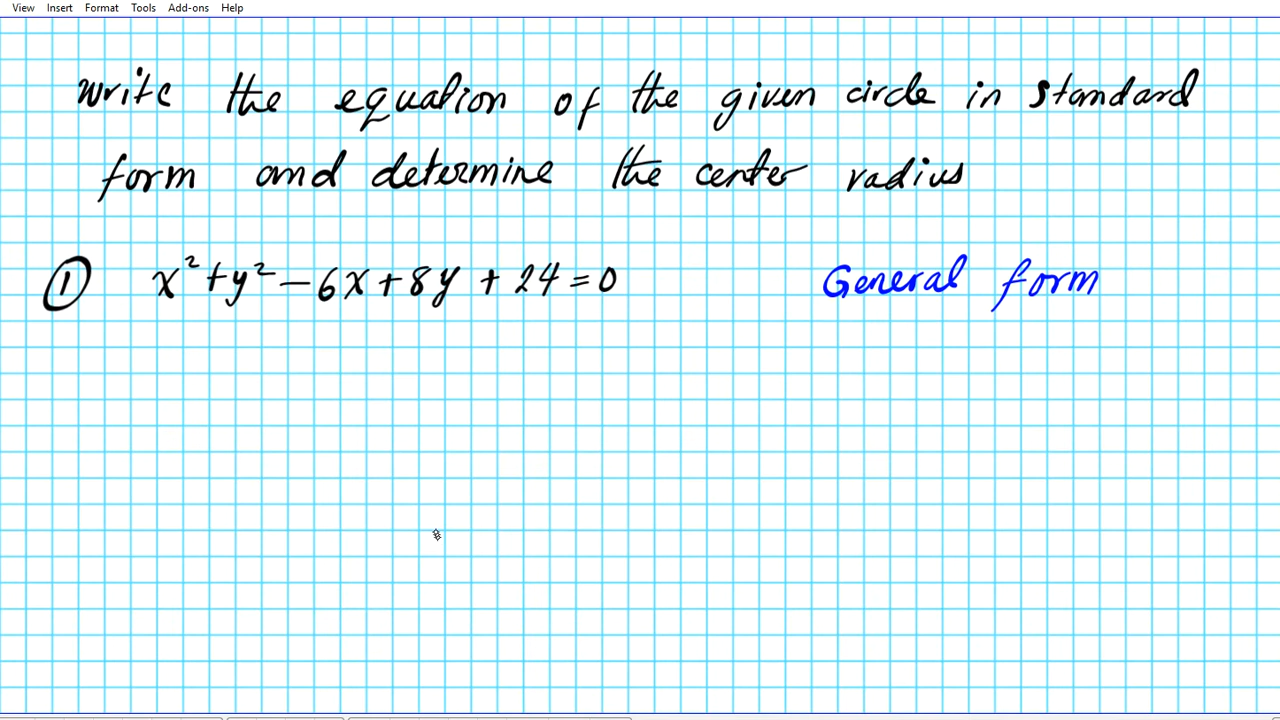 View Insert Format Tools Add-ons Help
Write the equation of the given circle in standard
form and determine the center radius
① x² + y² - 6x + 8y + 24 = 0 General form